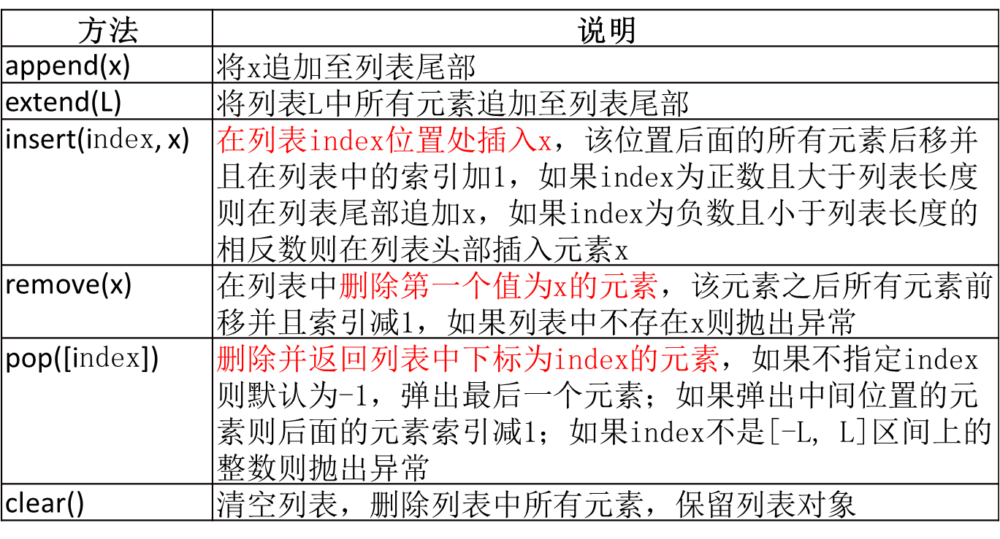 方法 说明
append(x) 将x追加至列表尾部
extend(L) 将列表L中所有元素追加至列表尾部
insert(index, x) 在列表index位置处插入x，该位置后面的所有元素后移并
且在列表中的索引加1，如果index为正数且大于列表长度
则在列表尾部追加x，如果index为负数且小于列表长度的
相反数则在列表头部插入元素x
remove(x) 在列表中删除第一个值为x的元素，该元素之后所有元素前
移并且索引减1，如果列表中不存在x则抛出异常
pop([index]) 删除并返回列表中下标为index的元素，如果不指定index
则默认为-1，弹出最后一个元素；如果弹出中间位置的元
素则后面的元素索引减1；如果index不是[-L, L]区间上的
整数则抛出异常
clear() 清空列表，删除列表中所有元素，保留列表对象